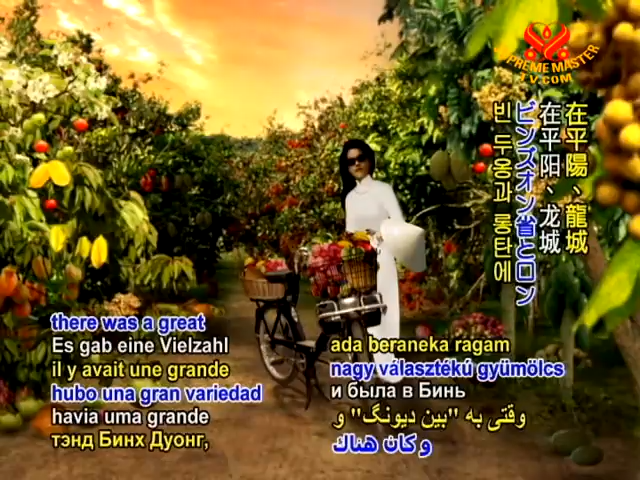 SUPREME MASTER
TV.COM
在平陽、龍城
在平阳、龙城
ビンズオン省とロン
빈 두옹과 롱탄에
there was a great
Es gab eine Vielzahl
il y avait une grande
hubo una gran variedad
havia uma grande
тэнд Бинх Дуонг,
ada beraneka ragam
nagy választékú gyümölcs
и была в Бинь
وقتی به "بین دیونگ" و
و كان هناك